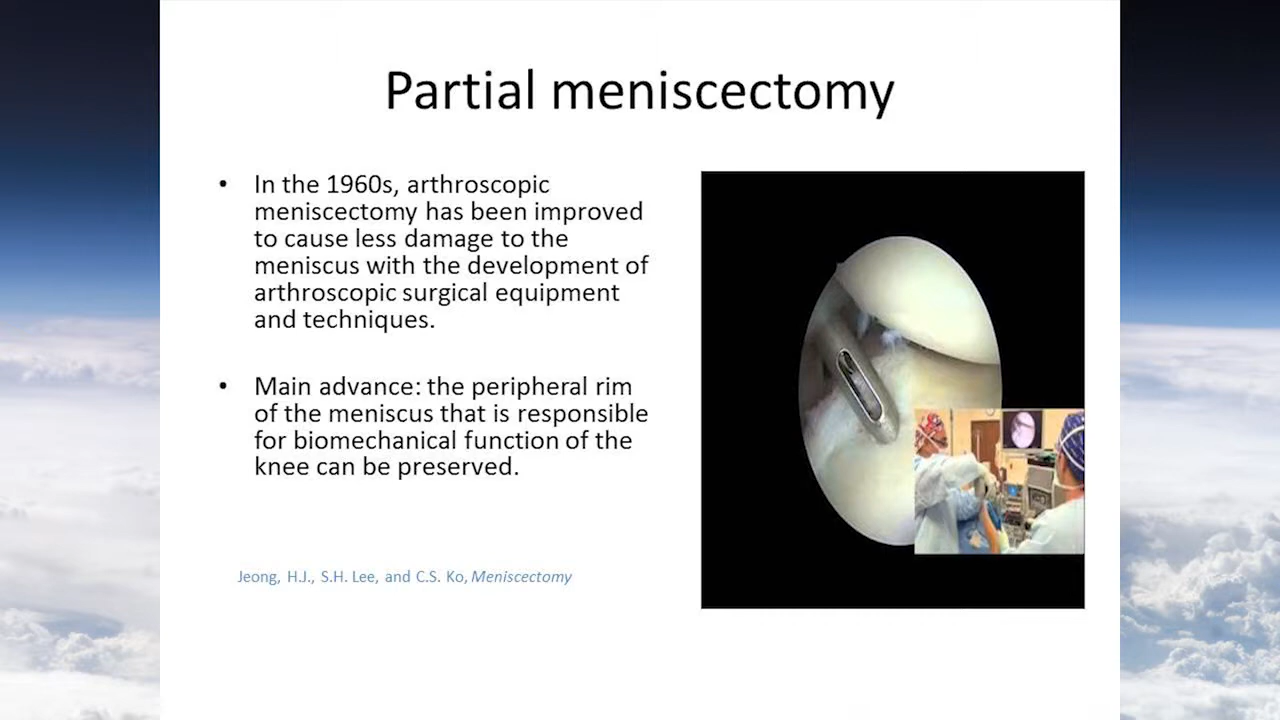 Partial meniscectomy
• In the 1960s, arthroscopic
meniscectomy has been improved
to cause less damage to the
meniscus with the development of
arthroscopic surgical equipment
and techniques.
• Main advance: the peripheral rim
of the meniscus that is responsible
for biomechanical function of the
knee can be preserved.
Jeong, H.J., S.H. Lee, and C.S. Ko, Meniscectomy